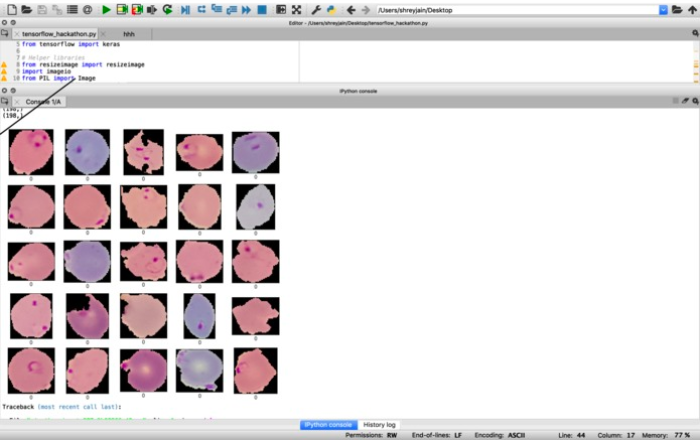 /Users/shreyjain/Desktop
Editor - /Users/shreyjain/Desktop/tensorflow_hackathon.py
tensorflow_hackathon.py
hhh
5 from tensorflow import keras
6
7 # Helper libraries
8 from resizeimage import resizeimage
9 import imageio
10 from PIL import Image
IPython console
Console 1/A
(198,)
0 0 0 0 0
0 0 0 0 0
0 0 0 0 0
0 0 0 0 0
0 0 0 0 0
Traceback (most recent call last):
IPython console History log
Permissions: RW End-of-lines: LF Encoding: ASCII Line: 44 Column: 17 Memory: 77 %